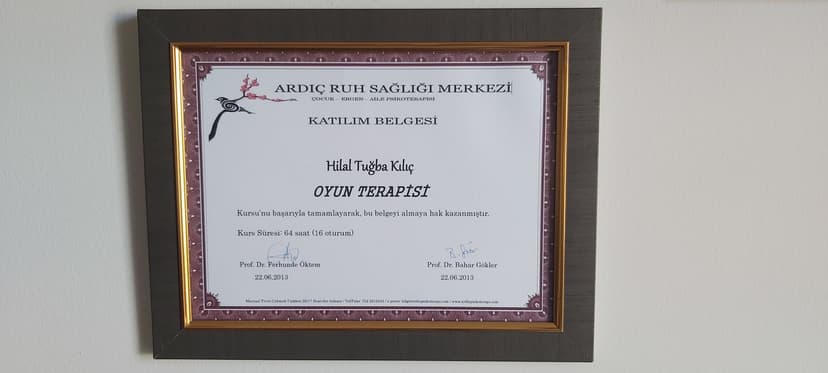 ARDIÇ RUH SAĞLIĞI MERKEZİ
ÇOCUK – ERGEN – AİLE PSİKOTERAPİSİ
KATILIM BELGESİ
Hilal Tuğba Kılıç
OYUN TERAPİSİ
Kursu'nu başarıyla tamamlayarak, bu belgeyi almaya hak kazanmıştır.
Kurs Süresi: 64 saat (16 oturum)
Prof. Dr. Ferhunde Öktem Prof. Dr. Bahar Gökler
22.06.2013 22.06.2013